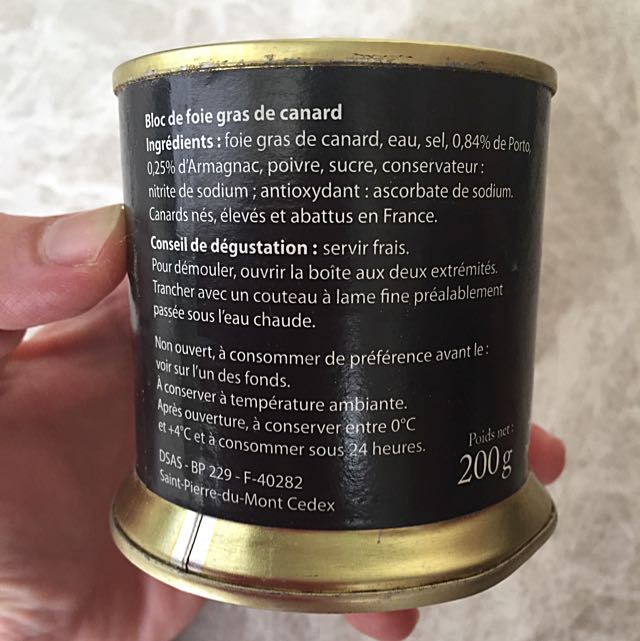 Bloc de foie gras de canard
Ingrédients : foie gras de canard, eau, sel, 0,84% de Porto,
0,25% d'Armagnac, poivre, sucre, conservateur :
nitrite de sodium ; antioxydant : ascorbate de sodium.
Canards nés, élevés et abattus en France.
Conseil de dégustation : servir frais.
Pour démouler, ouvrir la boîte aux deux extrémités.
Trancher avec un couteau à lame fine préalablement
passée sous l'eau chaude.
Non ouvert, à consommer de préférence avant le :
voir sur l'un des fonds.
À conserver à température ambiante.
Après ouverture, à conserver entre 0°C
et +4°C et à consommer sous 24 heures.
DSAS - BP 229 - F-40282
Saint-Pierre-du-Mont Cedex
Poids net :
200g